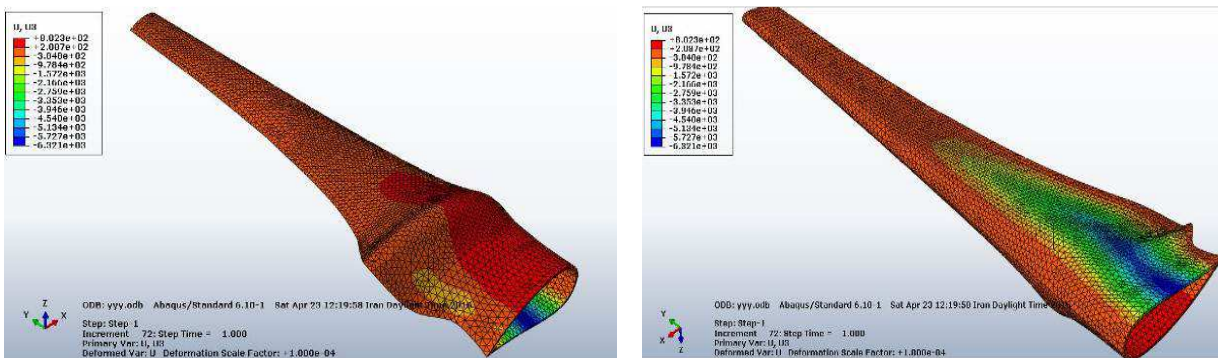 U, U3
+8.023e+02
+2.087e+02
-3.848e+02
-9.784e+02
-1.572e+03
-2.166e+03
-2.759e+03
-3.353e+03
-3.946e+03
-4.540e+03
-5.134e+03
-5.727e+03
-6.321e+03
Z
Y
X
ODB: yyy.odb Abaqus/Standard 6.10-1 Sat Apr 23 12:19:58 Iran Daylight Time
Step: Step-1
Increment 72: Step Time = 1.000
Primary Var: U, U3
Deformed Var: U Deformation Scale Factor: +1.000e-04
U, U3
+8.023e+02
+2.087e+02
-3.848e+02
-9.784e+02
-1.572e+03
-2.166e+03
-2.759e+03
-3.353e+03
-3.946e+03
-4.540e+03
-5.134e+03
-5.727e+03
-6.321e+03
Y
X
Z
ODB: yyy.odb Abaqus/Standard 6.10-1 Sat Apr 23 12:19:58 Iran Daylight Time
Step: Step-1
Increment 72: Step Time = 1.000
Primary Var: U, U3
Deformed Var: U Deformation Scale Factor: +1.000e-04